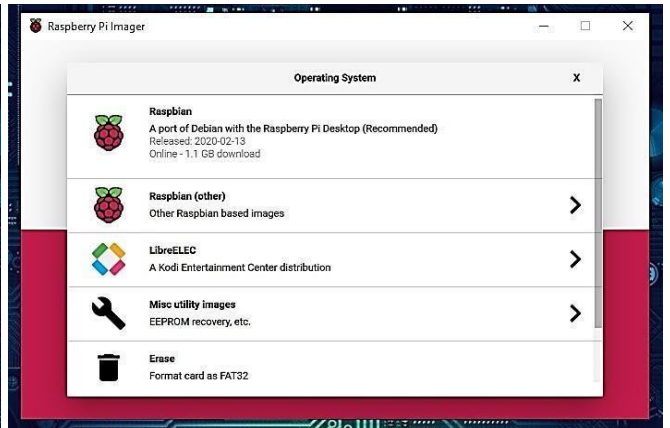 Raspberry Pi Imager
Operating System
X
Raspbian
A port of Debian with the Raspberry Pi Desktop (Recommended)
Released: 2020-02-13
Online - 1.1 GB download
Raspbian (other)
Other Raspbian based images
LibreELEC
A Kodi Entertainment Center distribution
Misc utility images
EEPROM recovery, etc.
Erase
Format card as FAT32